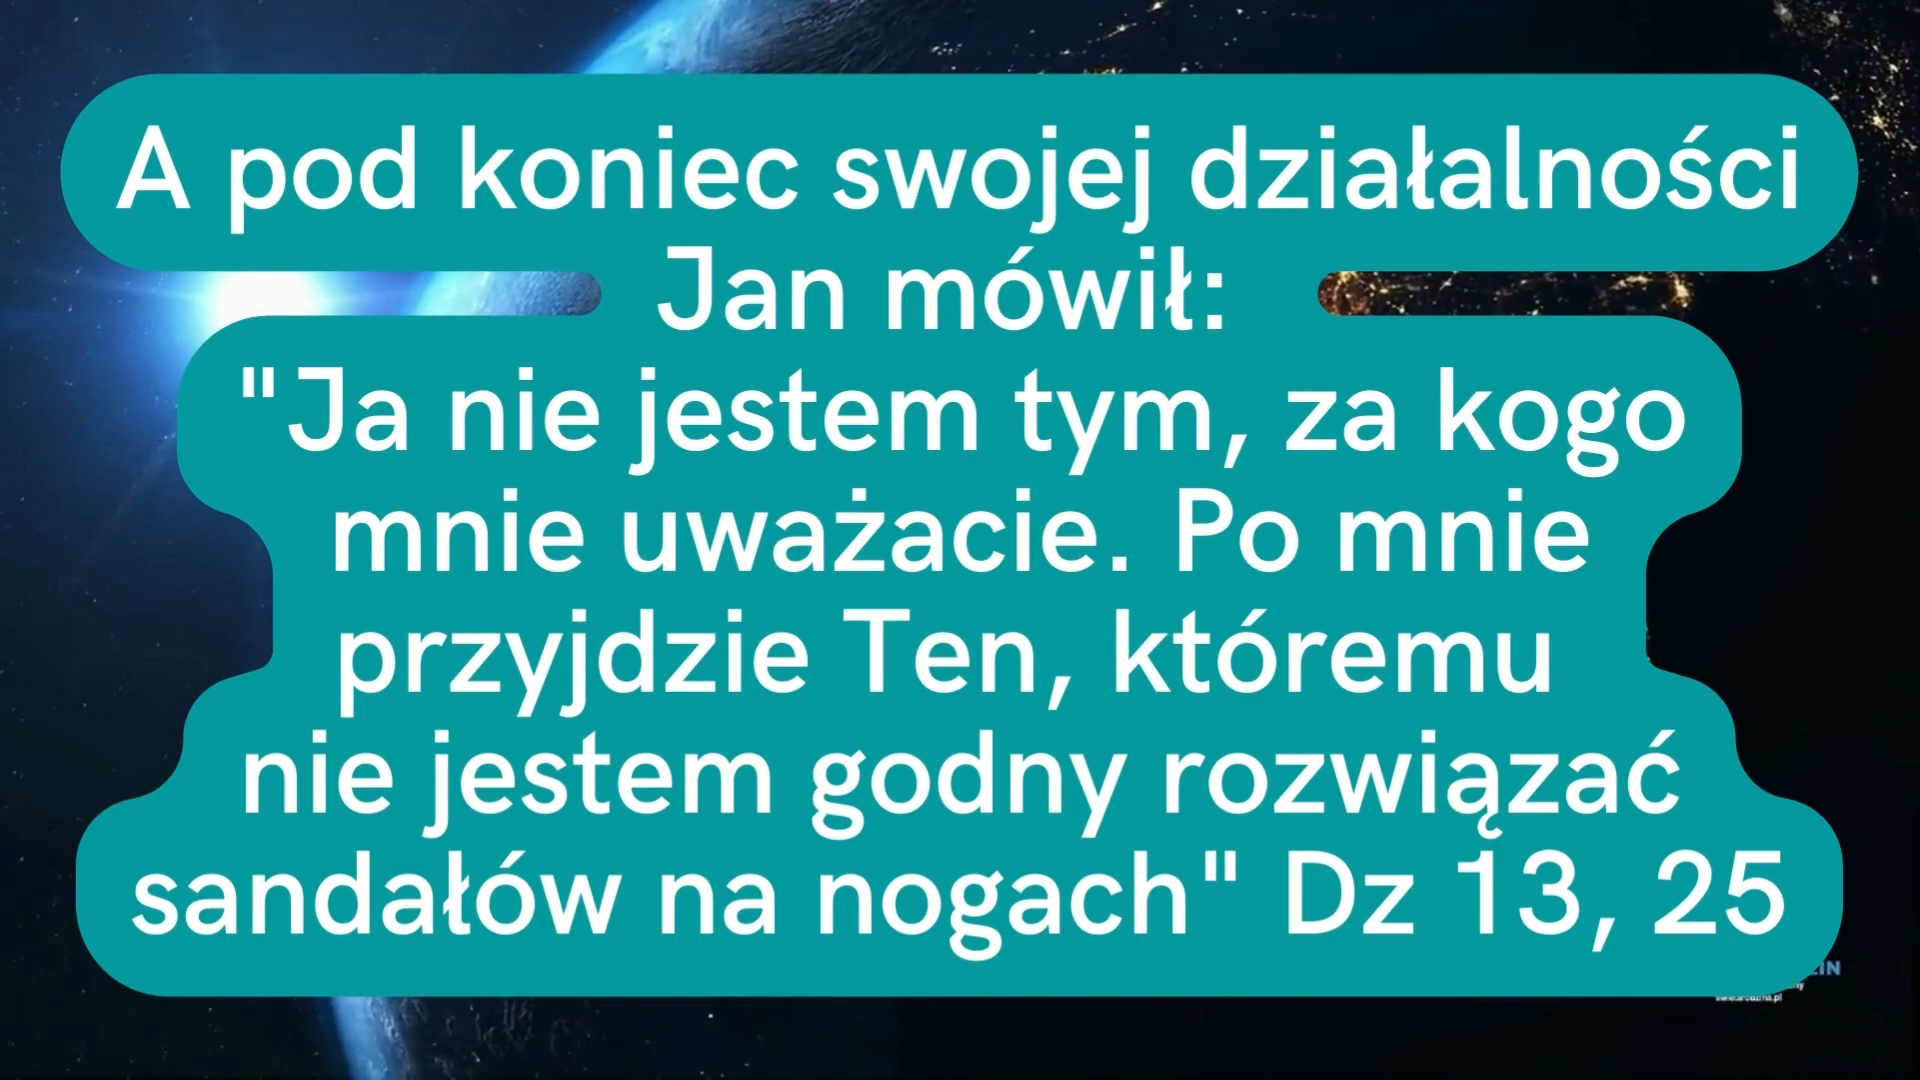 A pod koniec swojej działalności
Jan mówił:
"Ja nie jestem tym, za kogo
mnie uważacie. Po mnie
przyjdzie Ten, któremu
nie jestem godny rozwiązać
sandałów na nogach" Dz 13, 25